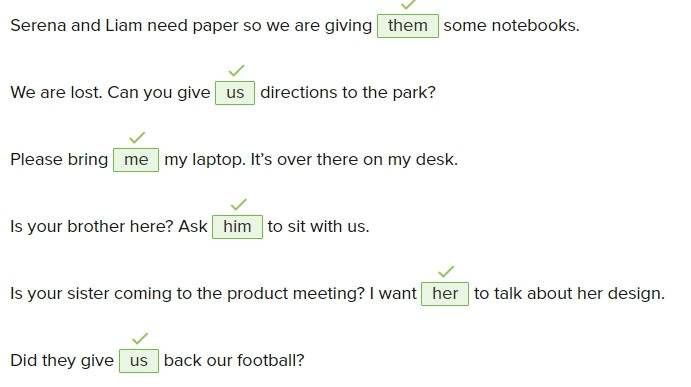 Serena and Liam need paper so we are giving them some notebooks.
We are lost. Can you give us directions to the park?
Please bring me my laptop. It's over there on my desk.
Is your brother here? Ask him to sit with us.
Is your sister coming to the product meeting? I want her to talk about her design.
Did they give us back our football?